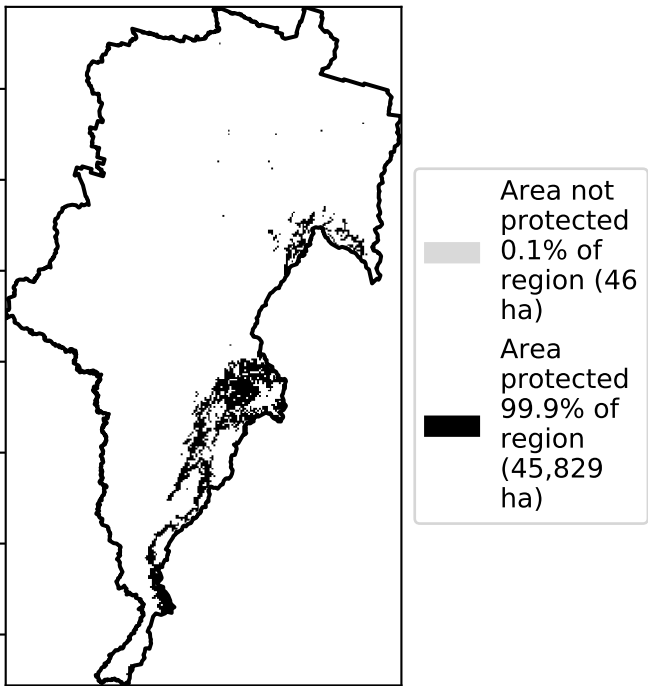 Area not
protected
0.1% of
region (46
ha)
Area
protected
99.9% of
region
(45,829
ha)